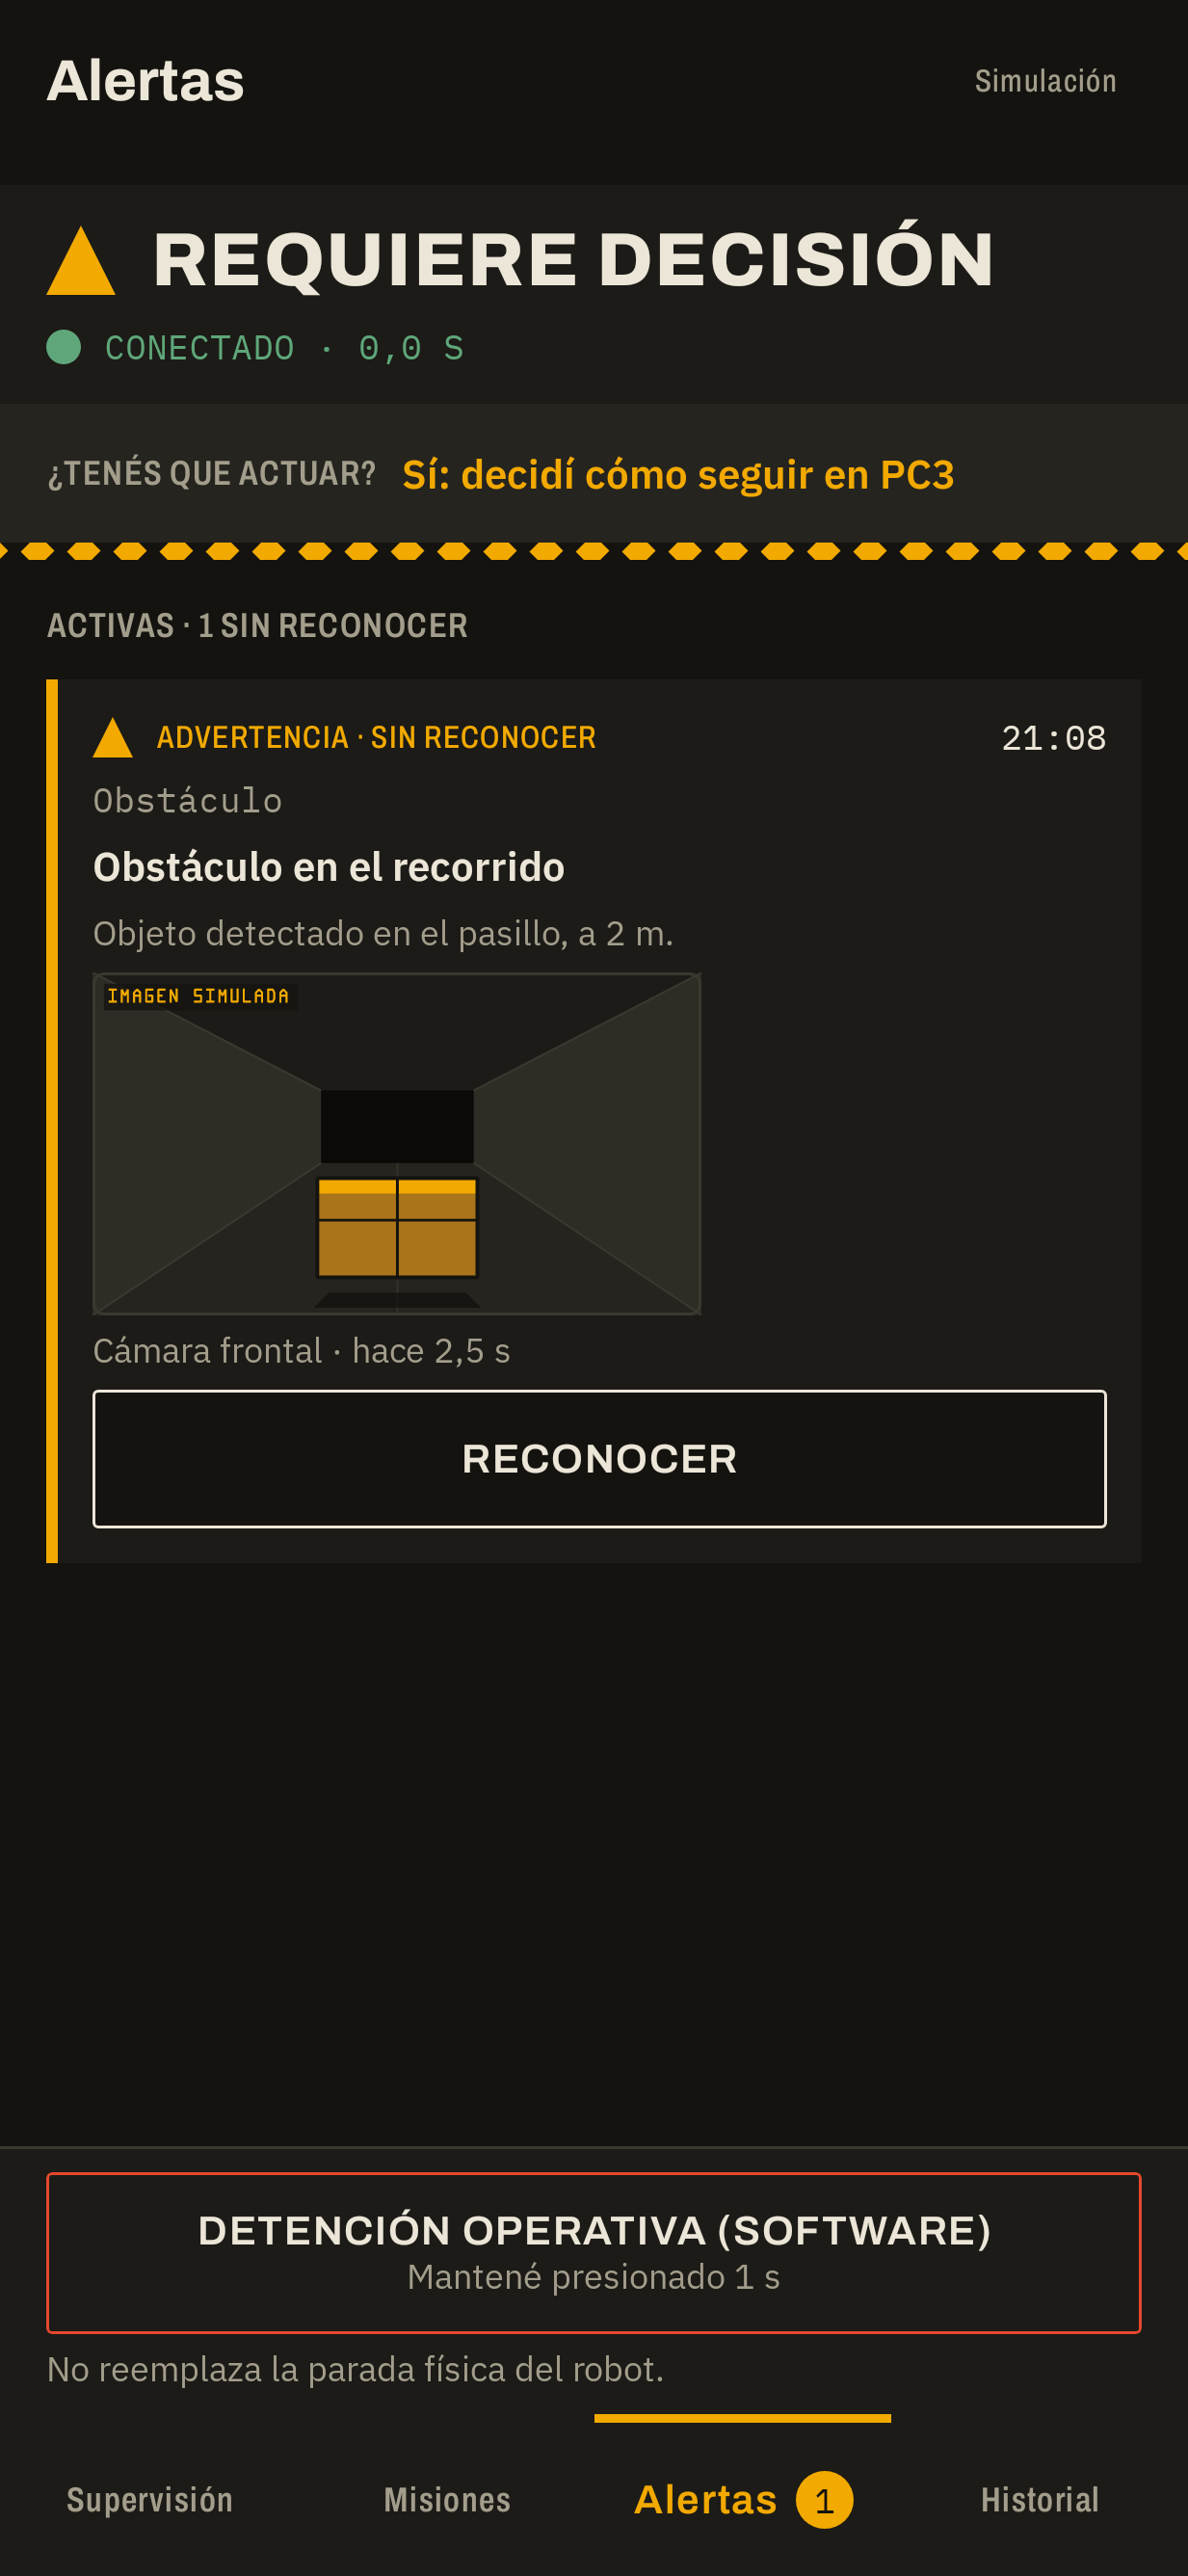 Alertas
Simulación
REQUIERE DECISIÓN
CONECTADO · 0,0 S
¿TENÉS QUE ACTUAR? Sí: decidí cómo seguir en PC3
ACTIVAS · 1 SIN RECONOCER
ADVERTENCIA · SIN RECONOCER 21:08
Obstáculo
Obstáculo en el recorrido
Objeto detectado en el pasillo, a 2 m.
IMAGEN SIMULADA
Cámara frontal · hace 2,5 s
RECONOCER
DETENCIÓN OPERATIVA (SOFTWARE)
Mantené presionado 1 s
No reemplaza la parada física del robot.
Supervisión Misiones Alertas 1 Historial